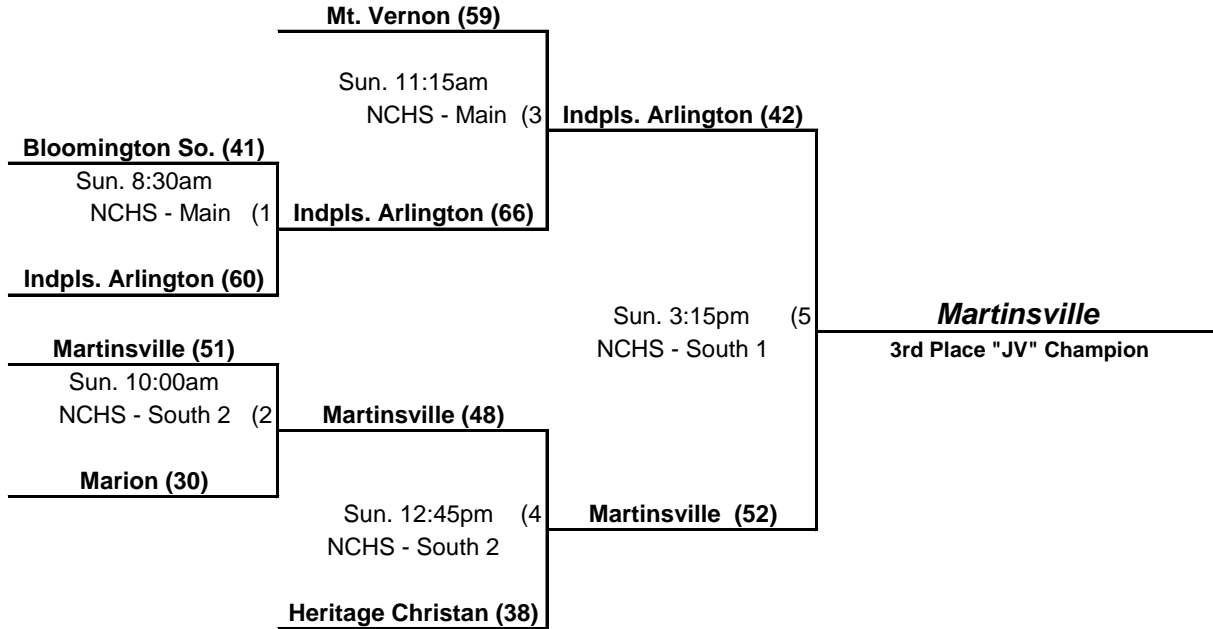 Mt. Vernon (59)
Sun. 11:15am
NCHS - Main (3
Indpls. Arlington (42)
Bloomington So. (41)
Sun. 8:30am
NCHS - Main (1
Indpls. Arlington (66)
Indpls. Arlington (60)
Sun. 3:15pm (5
NCHS - South 1
Martinsville
3rd Place "JV" Champion
Martinsville (51)
Sun. 10:00am
NCHS - South 2 (2
Martinsville (48)
Marion (30)
Sun. 12:45pm (4
NCHS - South 2
Martinsville (52)
Heritage Christan (38)